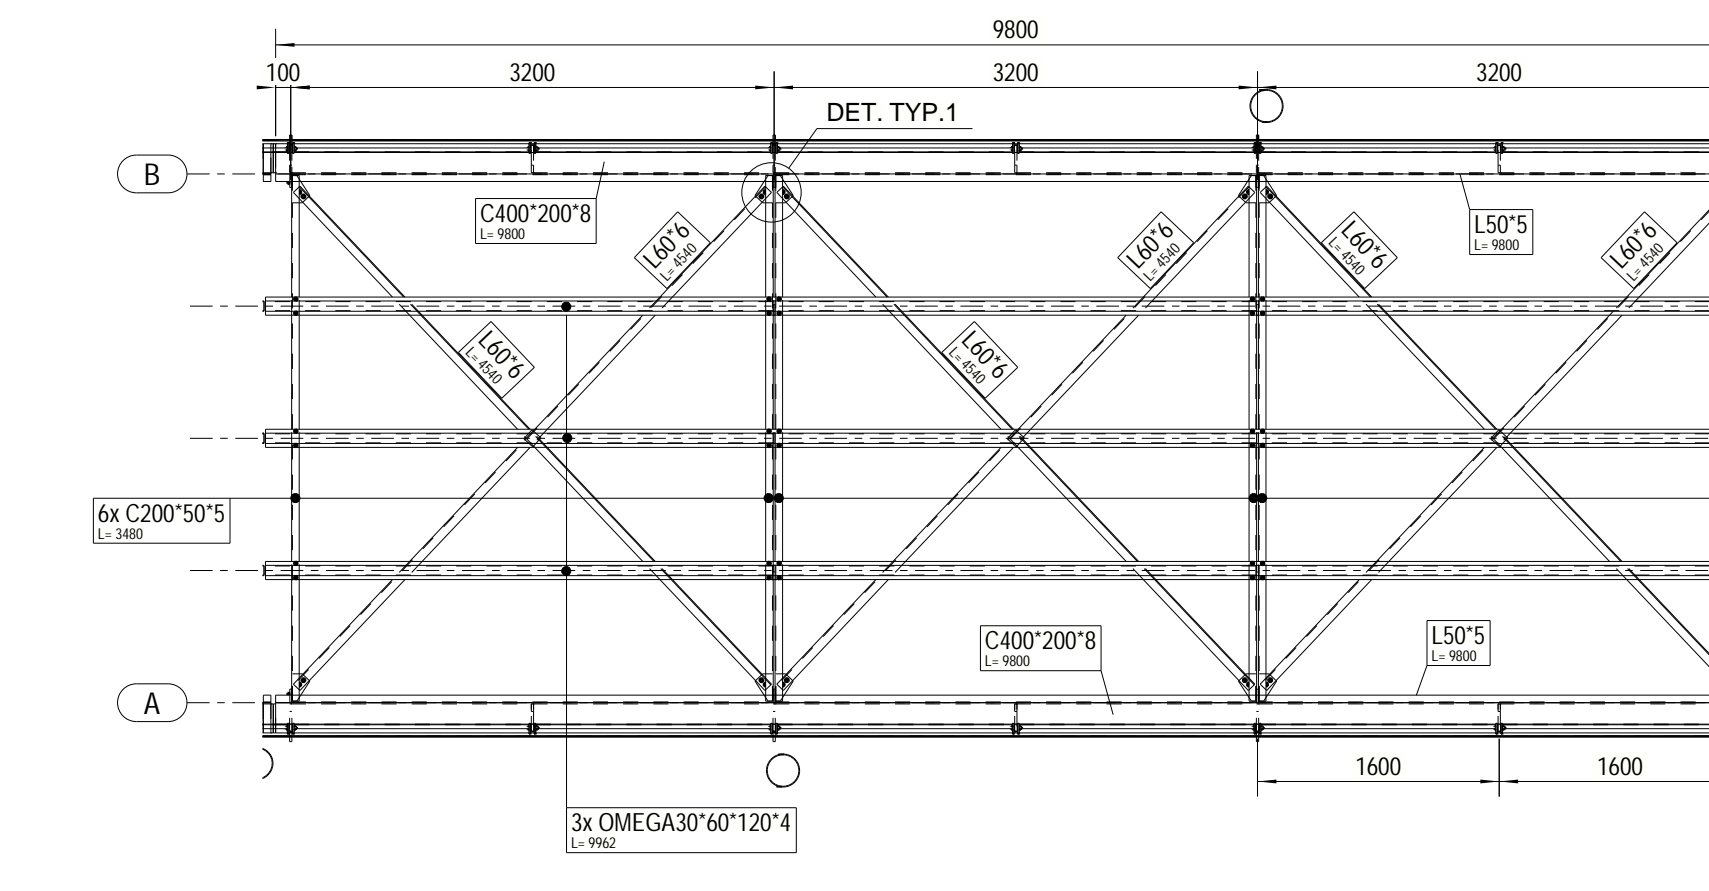 9800
100
3200
3200
3200
DET. TYP.1
B
C400*200*8
L= 9800
L60*6
L= 4540
L60*6
L= 4540
L60*6
L= 4540
L50*5
L= 9800
L60*6
L= 4540
L60*6
L= 4540
L60*6
L= 4540
6x C200*50*5
L= 3480
C400*200*8
L= 9800
L50*5
L= 9800
A
1600
1600
3x OMEGA30*60*120*4
L= 9962